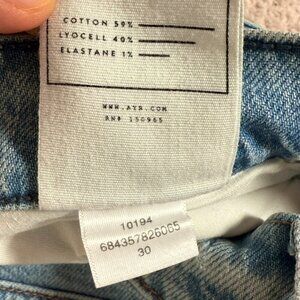 COTTON 59%
LYOCELL 40%
ELASTANE 1%
WWW.AYR.COM
RN# 150965
10194
684357826065
30